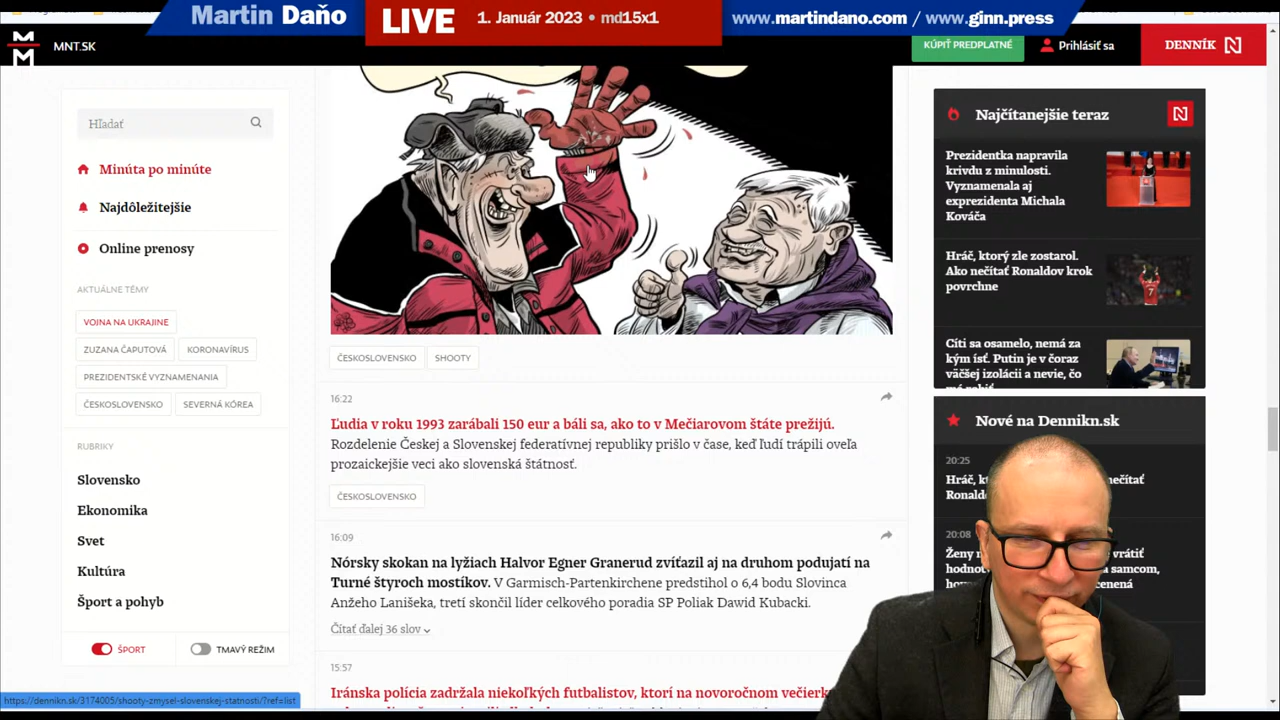 Martin Daňo
LIVE
1. Január 2023 • md15x1
www.martindano.com / www.ginn.press
MNT.SK
KÚPIŤ PREDPLATNÉ
Prihlásiť sa
DENNÍK N
Hľadať
Minúta po minúte
Najdôležitejšie
Online prenosy
AKTUÁLNE TÉMY
VOJNA NA UKRAJINE
ZUZANA ČAPUTOVÁ
KORONAVÍRUS
PREZIDENTSKÉ VYZNAMENANIA
ČESKOSLOVENSKO
SEVERNÁ KÓREA
RUBRIKY
Slovensko
Ekonomika
Svet
Kultúra
Šport a pohyb
ŠPORT
TMAVÝ REŽIM
https://dennikn.sk/3174005/shooty-zmysel-slovenskej-statnosti/?ref=list
ČESKOSLOVENSKO
SHOOTY
16:22
Ľudia v roku 1993 zarábali 150 eur a báli sa, ako to v Mečiarovom štáte prežijú.
Rozdelenie Českej a Slovenskej federatívnej republiky prišlo v čase, keď ľudí trápili oveľa
prozaickejšie veci ako slovenská štátnosť.
ČESKOSLOVENSKO
16:09
Nórsky skokan na lyžiach Halvor Egner Granerud zvíťazil aj na druhom podujatí na
Turné štyroch mostíkov. V Garmisch-Partenkirchene predstihol o 6,4 bodu Slovinca
Anžeho Laniška, tretí skončil líder celkového poradia SP Poliak Dawid Kubacki.
Čítať ďalej 36 slov
15:57
Iránska polícia zadržala niekoľkých futbalistov, ktorí na novoročnom večierku
Najčítanejšie teraz
N
Prezidentka napravila
krivdu z minulosti.
Vyznamenala aj
exprezidenta Michala
Kováča
Hráč, ktorý zle zostarol.
Ako nečítať Ronaldov krok
povrchne
Cíti sa osamelo, nemá za
kým ísť. Putin je v čoraz
väčšej izolácii a nevie, čo
má robiť
Nové na Dennikn.sk
20:25
Hráč, nečítať
20:08
Ženy vrátiť
samcom,